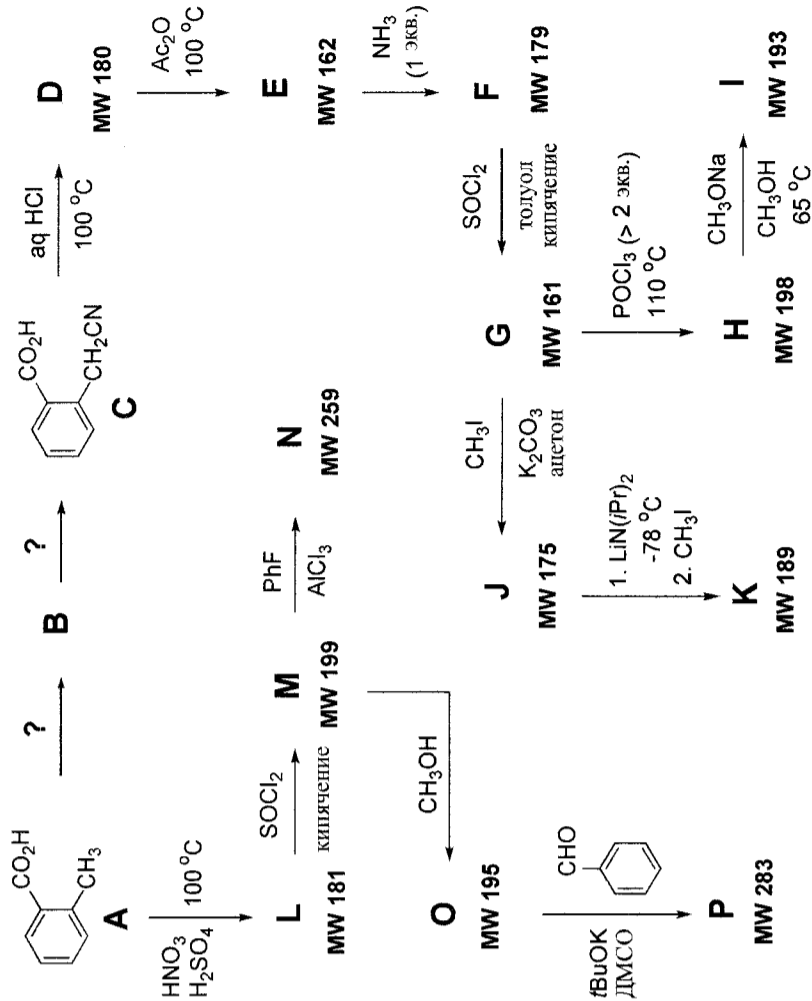 CO2H
CH3
A
?
B
?
CO2H
CH2CN
C
aq HCl
100 °C
D
MW 180
Ac2O
100 °C
E
MW 162
NH3
(1 экв.)
F
MW 179
SOCl2
толуол
кипячение
G
MW 161
POCl3 (> 2 экв.)
110 °C
H
MW 198
CH3ONa
CH3OH
65 °C
I
MW 193
CH3I
K2CO3
ацетон
J
MW 175
1. LiN(iPr)2
-78 °C
2. CH3I
K
MW 189
HNO3
H2SO4
100 °C
L
MW 181
SOCl2
кипячение
M
MW 199
PhF
AlCl3
N
MW 259
CH3OH
O
MW 195
tBuOK
ДМСО
CHO
P
MW 283